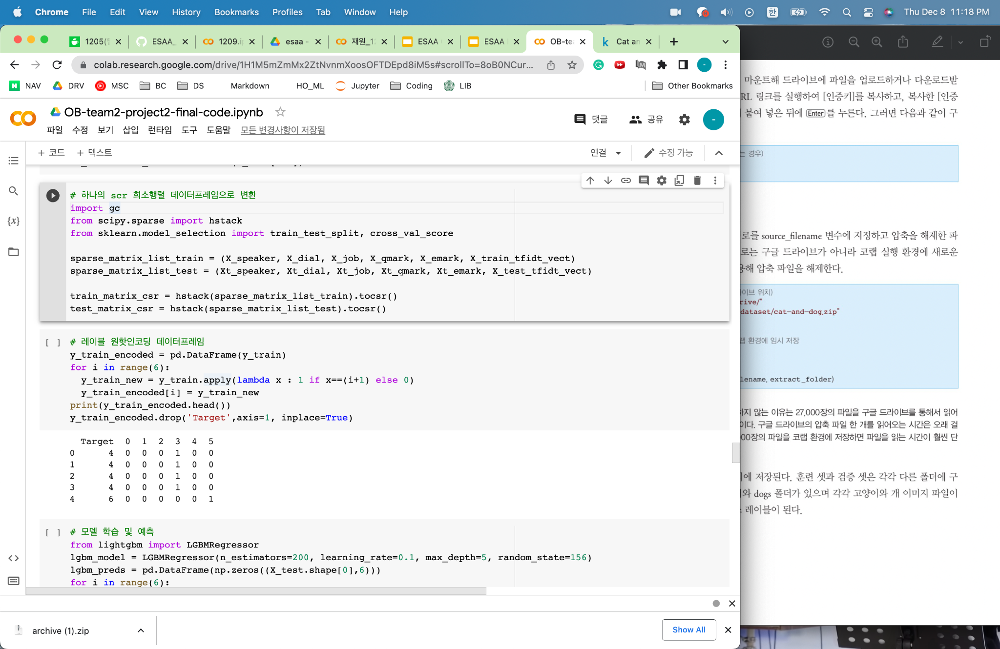 Chrome File Edit View History Bookmarks Profiles Tab Window Help 한 Thu Dec 8 11:18 PM
1205( ESAA_ 1209.i esaa - 재원_1 ESAA ESAA OB-te Cat an
colab.research.google.com/drive/1H1M5mZmMx2ZtNvnmXoosOFTDEpd8iM5s#scrollTo=8oB0NCur...
NAV DRV MSC BC DS Markdown HO_ML Jupyter Coding LIB Other Bookmarks
OB-team2-project2-final-code.ipynb
댓글 공유
파일 수정 보기 삽입 런타임 도구 도움말 모든 변경사항이 저장됨
+ 코드 + 텍스트 연결 수정 가능
# 하나의 scr 희소행렬 데이터프레임으로 변환
import gc
from scipy.sparse import hstack
from sklearn.model_selection import train_test_split, cross_val_score
sparse_matrix_list_train = (X_speaker, X_dial, X_job, X_qmark, X_emark, X_train_tfidt_vect)
sparse_matrix_list_test = (Xt_speaker, Xt_dial, Xt_job, Xt_qmark, Xt_emark, X_test_tfidt_vect)
train_matrix_csr = hstack(sparse_matrix_list_train).tocsr()
test_matrix_csr = hstack(sparse_matrix_list_test).tocsr()
[ ] # 레이블 원핫인코딩 데이터프레임
y_train_encoded = pd.DataFrame(y_train)
for i in range(6):
y_train_new = y_train.apply(lambda x : 1 if x==(i+1) else 0)
y_train_encoded[i] = y_train_new
print(y_train_encoded.head())
y_train_encoded.drop('Target',axis=1, inplace=True)
Target 0 1 2 3 4 5
0 4 0 0 0 1 0 0
1 4 0 0 0 1 0 0
2 4 0 0 0 1 0 0
3 4 0 0 0 1 0 0
4 6 0 0 0 0 0 1
[ ] # 모델 학습 및 예측
from lightgbm import LGBMRegressor
lgbm_model = LGBMRegressor(n_estimators=200, learning_rate=0.1, max_depth=5, random_state=156)
lgbm_preds = pd.DataFrame(np.zeros((X_test.shape[0],6)))
for i in range(6):
archive (1).zip
Show All
마운트해 드라이브에 파일을 업로드하거나 다운로드받
RL 링크를 실행하여 [인증키]를 복사하고, 복사한 [인증
붙여 넣은 뒤에 Enter를 누른다. 그러면 다음과 같이 구
는 경우)
로를 source_filename 변수에 지정하고 압축을 해제한 파
로는 구글 드라이브가 아니라 코랩 실행 환경에 새로운
용해 압축 파일을 해제한다.
이브 위치)
rive/"
dataset/cat-and-dog.zip"
랩 환경에 임시 저장
lename, extract_folder)
하지 않는 이유는 27,000장의 파일을 구글 드라이브를 통해서 읽어
이다. 구글 드라이브의 압축 파일 한 개를 읽어오는 시간은 오래 걸
00장의 파일을 코랩 환경에 저장하면 파일을 읽는 시간이 훨씬 단
에 저장된다. 훈련 셋과 검증 셋은 각각 다른 폴더에 구
와 dogs 폴더가 있으며 각각 고양이와 개 이미지 파일이
레이블이 된다.